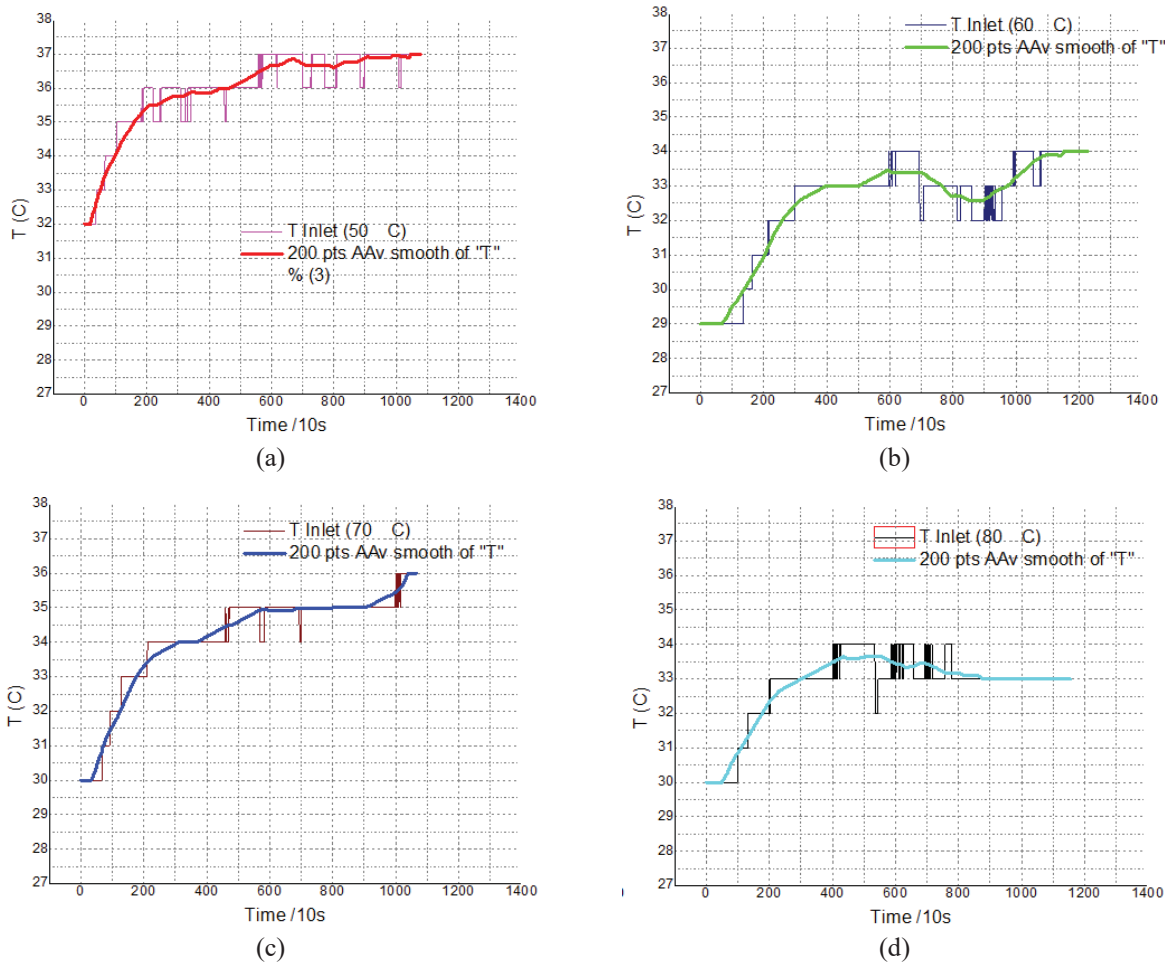 38
37
36
35
34
33
32
31
30
29
28
27
T (C)
T Inlet (50 C)
200 pts AAv smooth of "T"
% (3)
0 200 400 600 800 1000 1200 1400
Time /10s
(a)
38
37
36
35
34
33
32
31
30
29
28
27
T (C)
T Inlet (60 C)
200 pts AAv smooth of "T"
0 200 400 600 800 1000 1200 1400
Time /10s
(b)
38
37
36
35
34
33
32
31
30
29
28
27
T (C)
T Inlet (70 C)
200 pts AAv smooth of "T"
0 200 400 600 800 1000 1200 1400
Time /10s
(c)
38
37
36
35
34
33
32
31
30
29
28
27
T (C)
T Inlet (80 C)
200 pts AAv smooth of "T"
0 200 400 600 800 1000 1200 1400
Time /10s
(d)